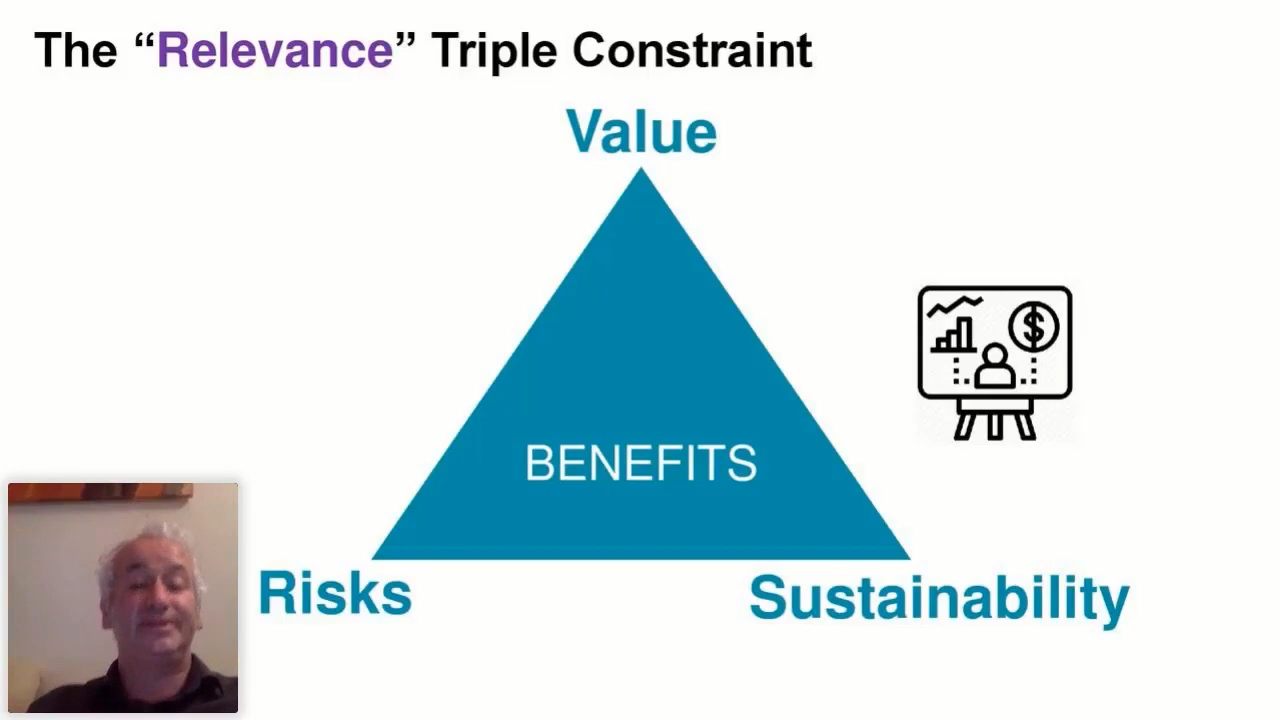 The “Relevance” Triple Constraint
Value
BENEFITS
Risks
Sustainability